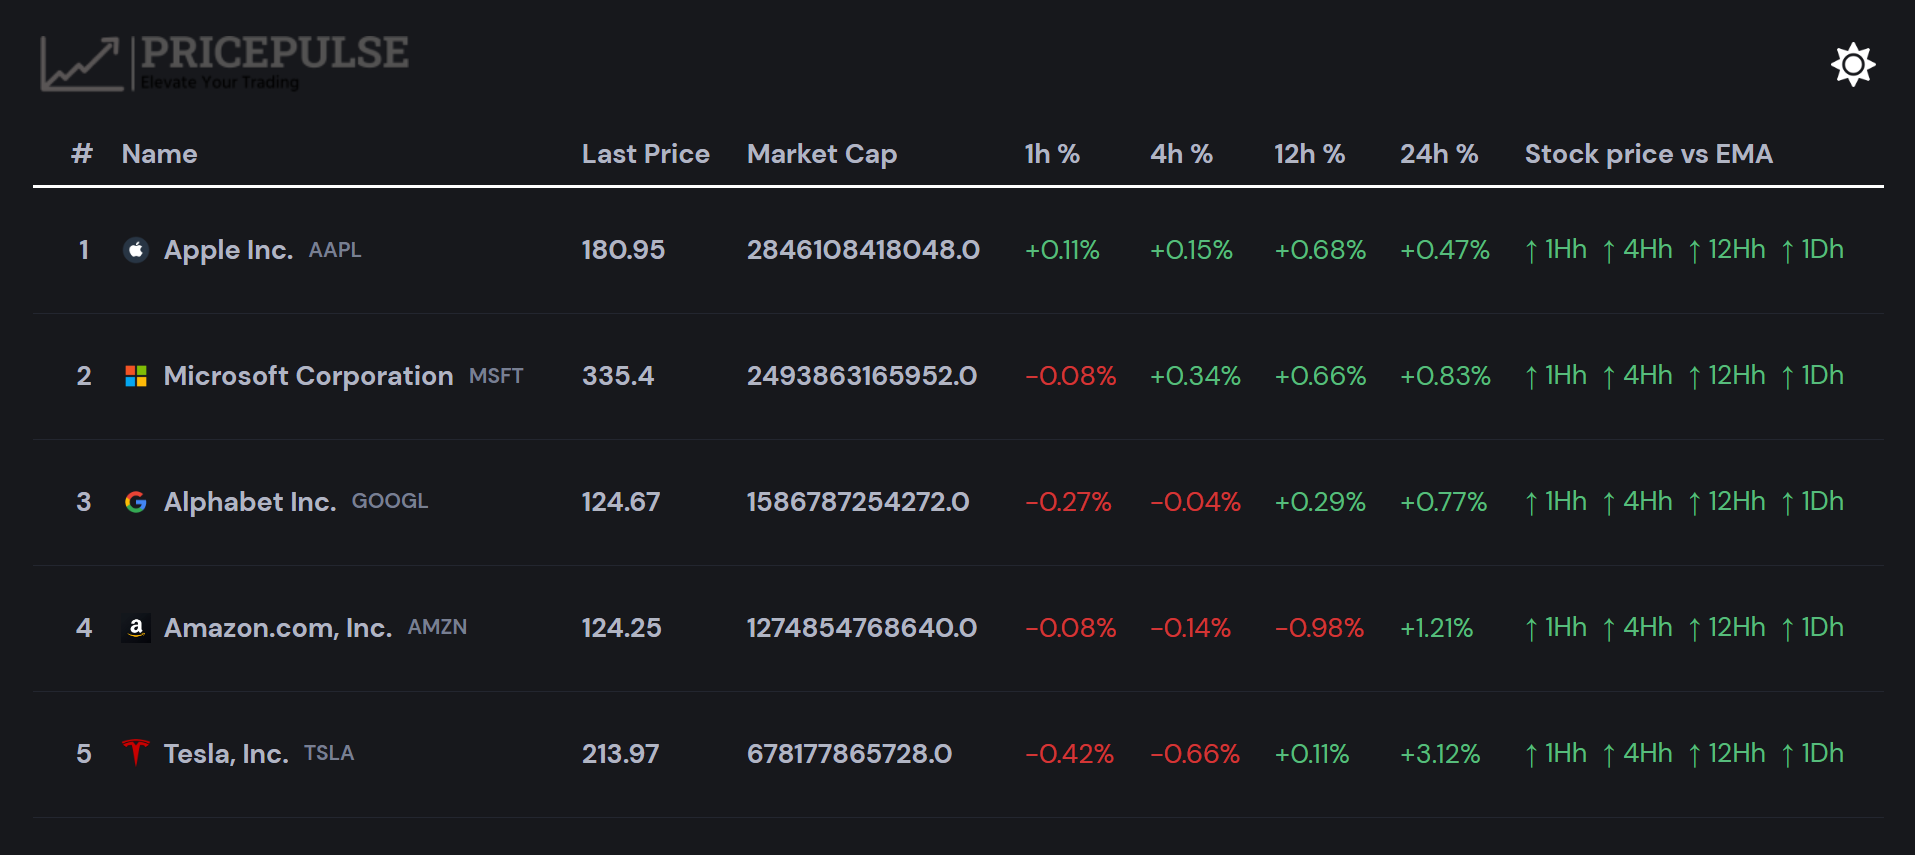 PRICEPULSE
Elevate Your Trading
# Name Last Price Market Cap 1h % 4h % 12h % 24h % Stock price vs EMA
1 Apple Inc. AAPL 180.95 2846108418048.0 +0.11% +0.15% +0.68% +0.47% ↑ 1Hh ↑ 4Hh ↑ 12Hh ↑ 1Dh
2 Microsoft Corporation MSFT 335.4 2493863165952.0 -0.08% +0.34% +0.66% +0.83% ↑ 1Hh ↑ 4Hh ↑ 12Hh ↑ 1Dh
3 Alphabet Inc. GOOGL 124.67 1586787254272.0 -0.27% -0.04% +0.29% +0.77% ↑ 1Hh ↑ 4Hh ↑ 12Hh ↑ 1Dh
4 Amazon.com, Inc. AMZN 124.25 1274854768640.0 -0.08% -0.14% -0.98% +1.21% ↑ 1Hh ↑ 4Hh ↑ 12Hh ↑ 1Dh
5 Tesla, Inc. TSLA 213.97 678177865728.0 -0.42% -0.66% +0.11% +3.12% ↑ 1Hh ↑ 4Hh ↑ 12Hh ↑ 1Dh